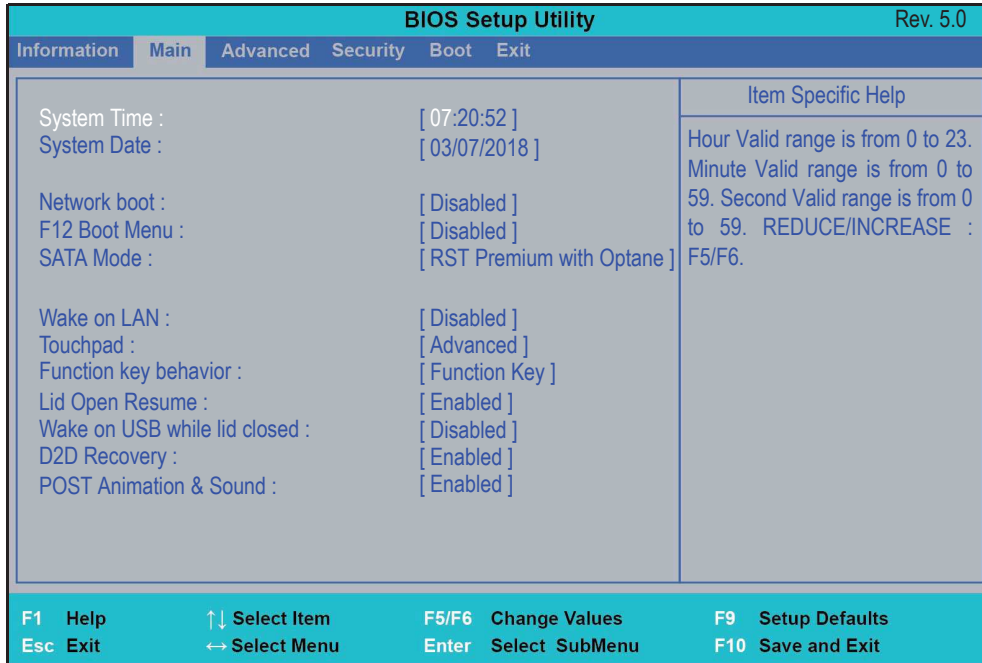 BIOS Setup Utility Rev. 5.0
Information Main Advanced Security Boot Exit
System Time : [ 07:20:52 ]
System Date : [ 03/07/2018 ]
Network boot : [ Disabled ]
F12 Boot Menu : [ Disabled ]
SATA Mode : [ RST Premium with Optane ]
Wake on LAN : [ Disabled ]
Touchpad : [ Advanced ]
Function key behavior : [ Function Key ]
Lid Open Resume : [ Enabled ]
Wake on USB while lid closed : [ Disabled ]
D2D Recovery : [ Enabled ]
POST Animation & Sound : [ Enabled ]
Item Specific Help
Hour Valid range is from 0 to 23.
Minute Valid range is from 0 to
59. Second Valid range is from 0
to 59. REDUCE/INCREASE :
F5/F6.
F1 Help ↑↓ Select Item F5/F6 Change Values F9 Setup Defaults
Esc Exit ↔ Select Menu Enter Select SubMenu F10 Save and Exit